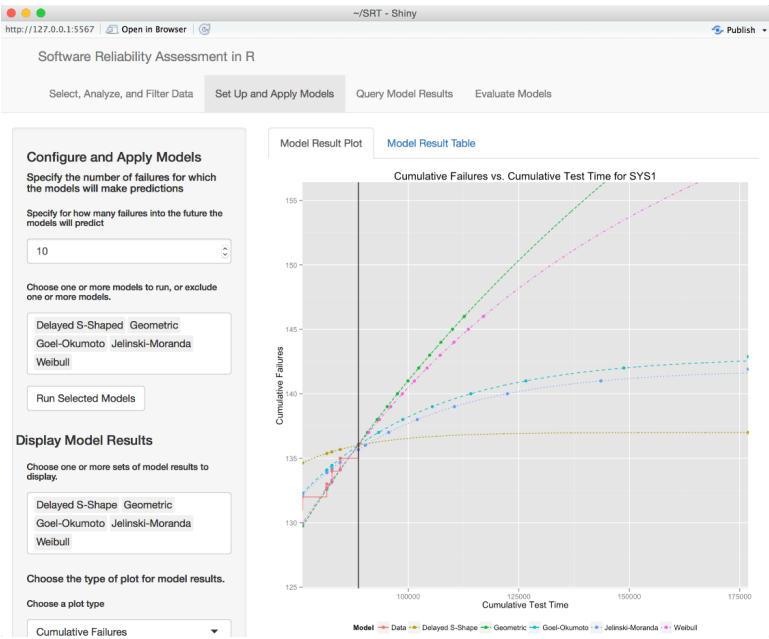 ~/SRT - Shiny
http://127.0.0.1:5567 Open in Browser Publish
Software Reliability Assessment in R
Select, Analyze, and Filter Data Set Up and Apply Models Query Model Results Evaluate Models
Configure and Apply Models
Specify the number of failures for which
the models will make predictions
Specify for how many failures into the future the
models will predict
10
Choose one or more models to run, or exclude
one or more models.
Delayed S-Shaped Geometric
Goel-Okumoto Jelinski-Moranda
Weibull
Run Selected Models
Display Model Results
Choose one or more sets of model results to
display.
Delayed S-Shape Geometric
Goel-Okumoto Jelinski-Moranda
Weibull
Choose the type of plot for model results.
Choose a plot type
Cumulative Failures
Model Result Plot Model Result Table
Cumulative Failures vs. Cumulative Test Time for SYS1
155
150
145
140
135
130
125
Cumulative Failures
100000 125000 150000 175000
Cumulative Test Time
Model Data Delayed S-Shape Geometric Goel-Okumoto Jelinski-Moranda Weibull